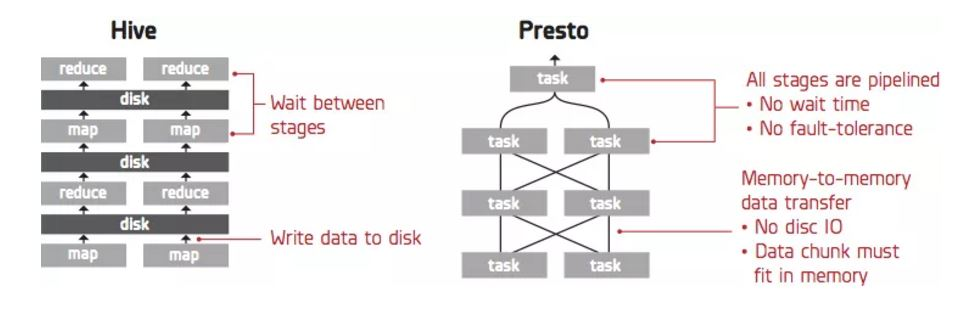 Hive
reduce reduce
disk
map map
disk
reduce reduce
disk
map map
Wait between
stages
Write data to disk
Presto
task
task task
task task
task task
All stages are pipelined
• No wait time
• No fault-tolerance
Memory-to-memory
data transfer
• No disc IO
• Data chunk must
fit in memory